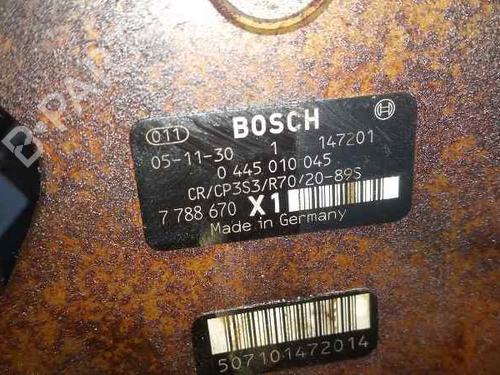 011 BOSCH
05-11-30 1 147201
0 445 010 045
CR/CP3S3/R70/20-89S
7 788 670 X1
Made in Germany
507101472014